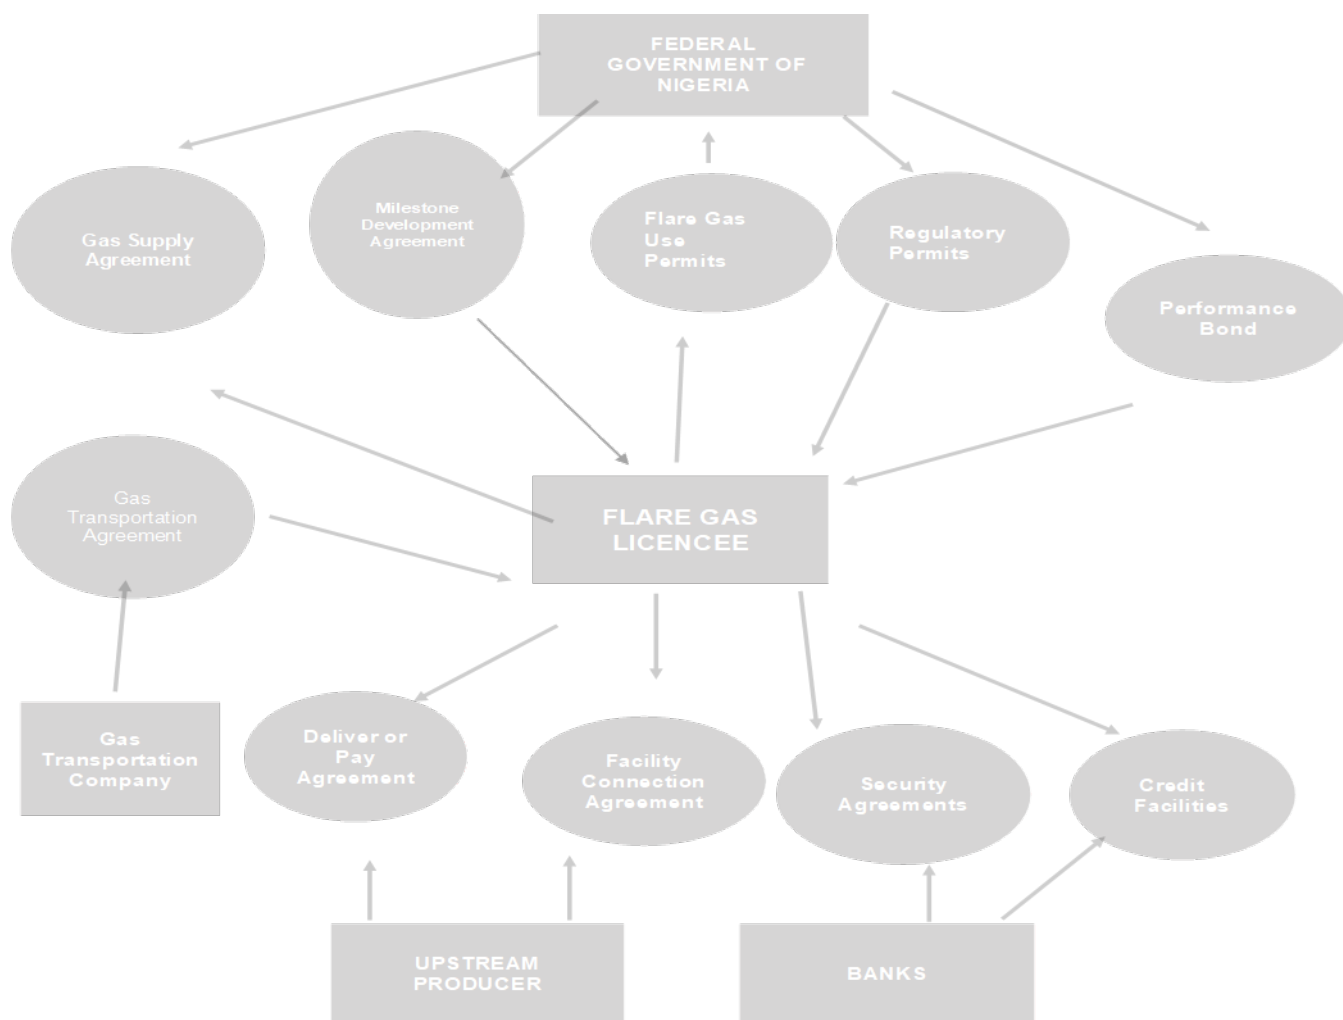 FEDERAL
GOVERNMENT OF
NIGERIA
Gas Supply
Agreement
Milestone
Development
Agreement
Flare Gas
Use
Permits
Regulatory
Permits
Performance
Bond
Gas
Transportation
Agreement
FLARE GAS
LICENCEE
Gas
Transportation
Company
Deliver or
Pay
Agreement
Facility
Connection
Agreement
Security
Agreements
Credit
Facilities
UPSTREAM
PRODUCER
BANKS